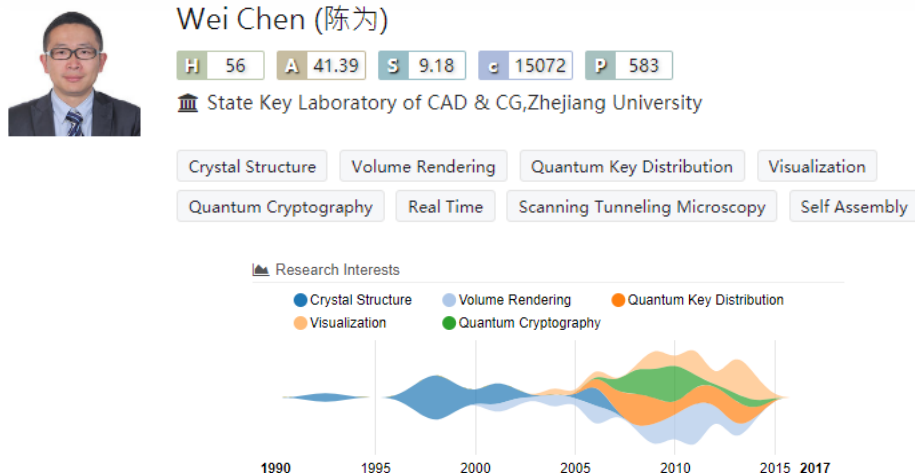 Wei Chen (陈为)
H 56 A 41.39 S 9.18 c 15072 P 583
State Key Laboratory of CAD & CG,Zhejiang University
Crystal Structure Volume Rendering Quantum Key Distribution Visualization
Quantum Cryptography Real Time Scanning Tunneling Microscopy Self Assembly
Research Interests
Crystal Structure Volume Rendering Quantum Key Distribution
Visualization Quantum Cryptography
1990 1995 2000 2005 2010 2015 2017